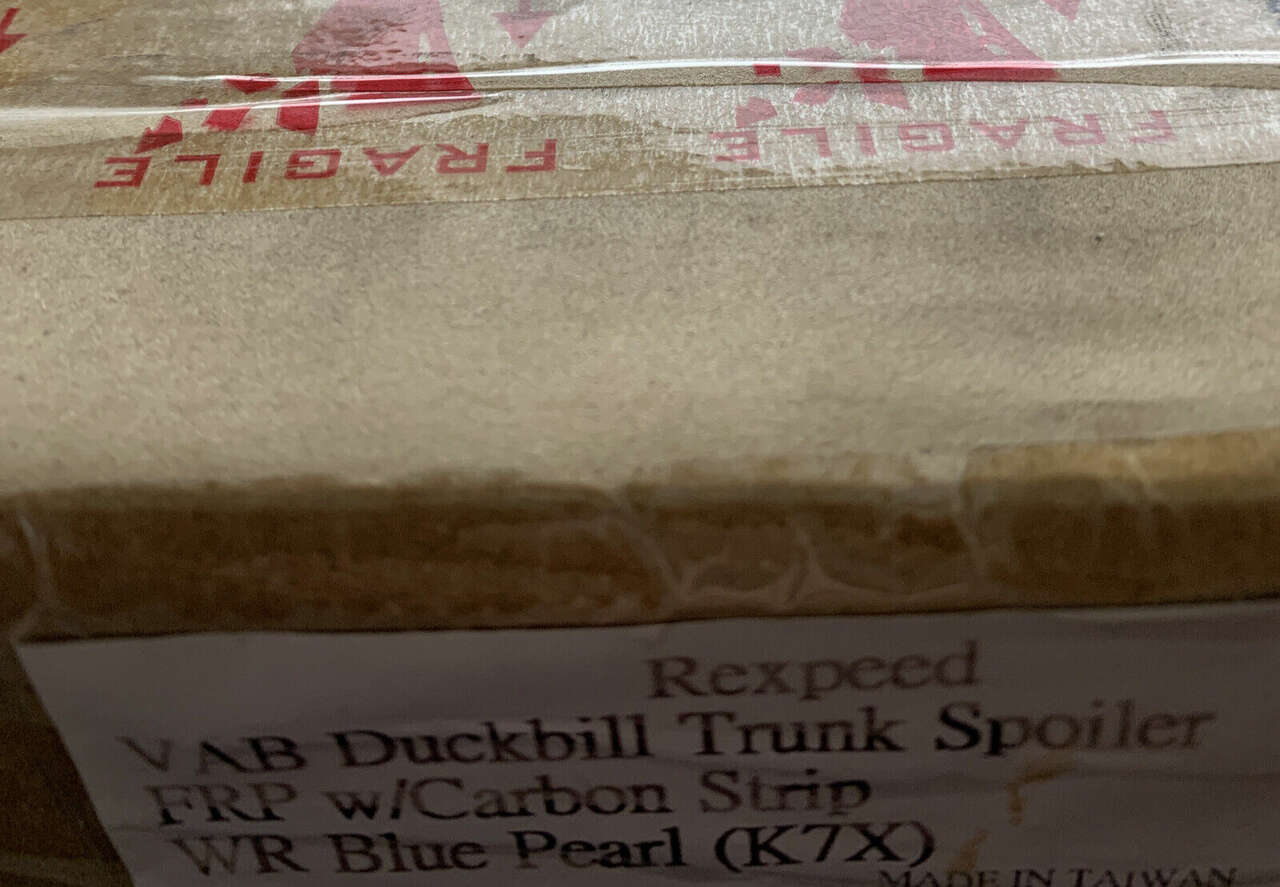 FRAGILE FRAGILE
Rexpeed
VAB Duckbill Trunk Spoiler
FRP w/Carbon Strip
WR Blue Pearl (K7X)
MADE IN TAIWAN